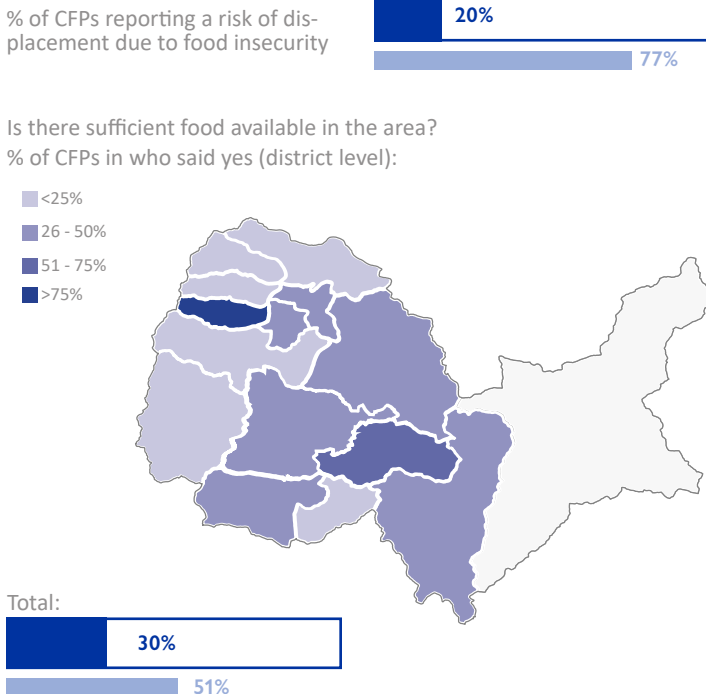 % of CFPs reporting a risk of dis-
placement due to food insecurity
20%
77%
Is there sufficient food available in the area?
% of CFPs in who said yes (district level):
<25%
26 - 50%
51 - 75%
>75%
Total:
30%
51%